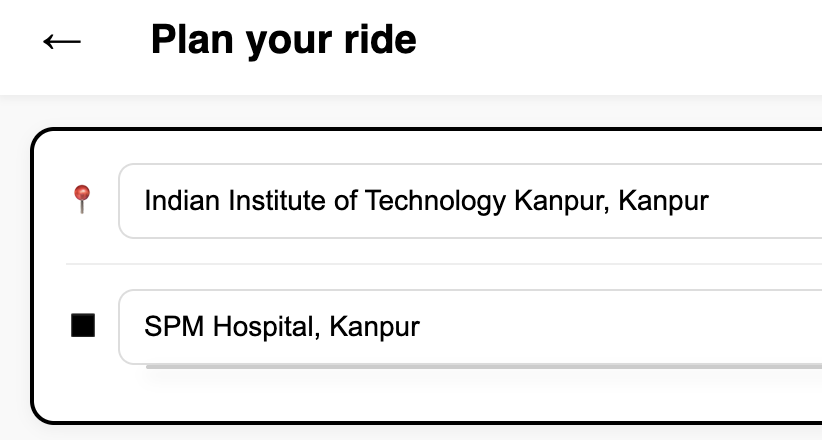 Plan your ride
Indian Institute of Technology Kanpur, Kanpur
SPM Hospital, Kanpur